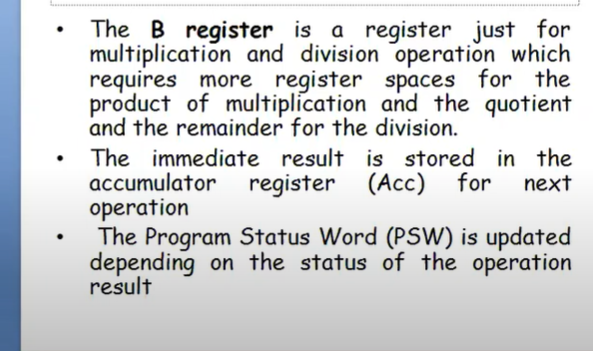 • The B register is a register just for
multiplication and division operation which
requires more register spaces for the
product of multiplication and the quotient
and the remainder for the division.
• The immediate result is stored in the
accumulator register (Acc) for next
operation
• The Program Status Word (PSW) is updated
depending on the status of the operation
result